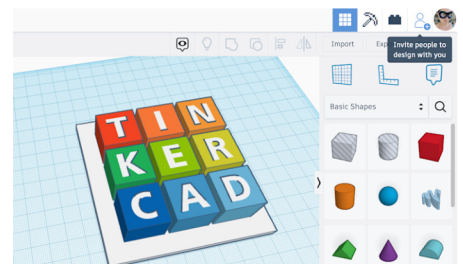 Import
Exp
Invite people to
design with you
Basic Shapes
TIN
KER
CAD